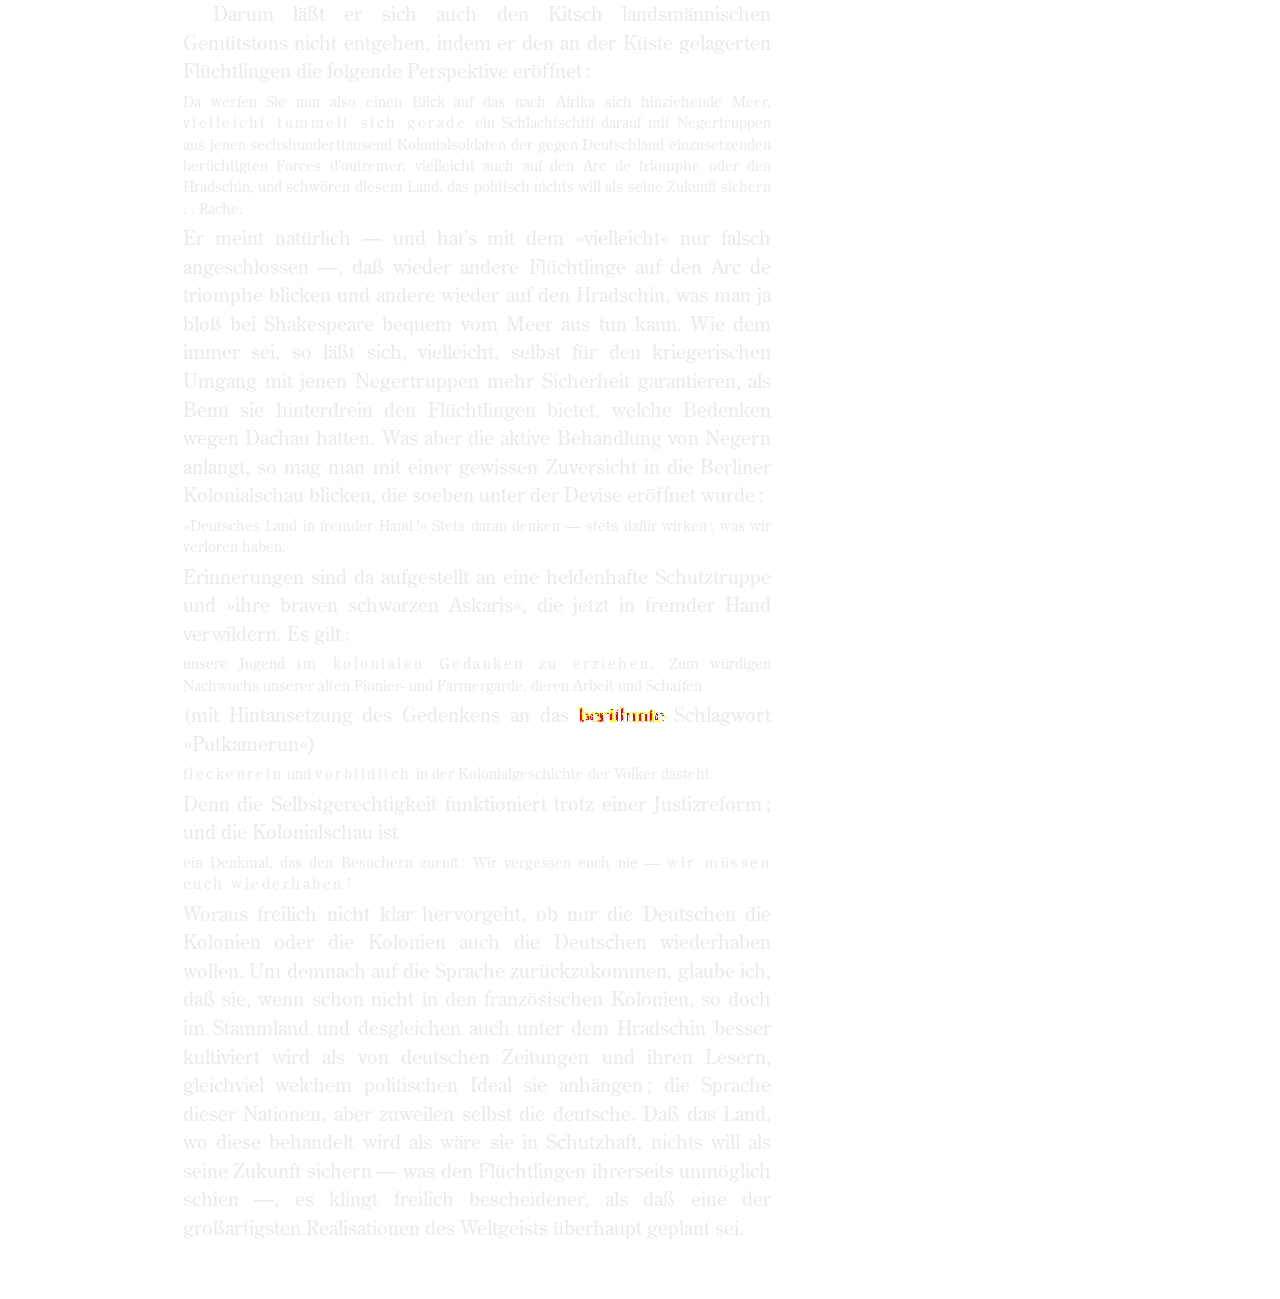 Darum läßt er sich auch den Kitsch landsmännischen
Gemütstons nicht entgehen, indem er den an der Küste gelagerten
Flüchtlingen die folgende Perspektive eröffnet :
Da werfen Sie nun also einen Blick auf das nach Afrika sich hinziehende Meer,
vielleicht tummelt sich gerade ein Schlachtschiff darauf mit Negertruppen
aus jenen sechshunderttausend Kolonialsoldaten der gegen Deutschland einzusetzenden
berüchtigten Forces d'outremer, vielleicht auch auf den Arc de triomphe oder den
Hradschin, und schwören diesem Land, das politisch nichts will als seine Zukunft sichern
. . Rache.
Er meint natürlich — und hat's mit dem »vielleicht« nur falsch
angeschlossen —, daß wieder andere Flüchtlinge auf den Arc de
triomphe blicken und andere wieder auf den Hradschin, was man ja
bloß bei Shakespeare bequem vom Meer aus tun kann. Wie dem
immer sei, so läßt sich, vielleicht, selbst für den kriegerischen
Umgang mit jenen Negertruppen mehr Sicherheit garantieren, als
Benn sie hinterdrein den Flüchtlingen bietet, welche Bedenken
wegen Dachau hatten. Was aber die aktive Behandlung von Negern
anlangt, so mag man mit einer gewissen Zuversicht in die Berliner
Kolonialschau blicken, die soeben unter der Devise eröffnet wurde :
»Deutsches Land in fremder Hand !« Stets daran denken — stets dafür wirken ; was wir
verloren haben.
Erinnerungen sind da aufgestellt an eine heldenhafte Schutztruppe
und »ihre braven schwarzen Askaris«, die jetzt in fremder Hand
verwildern. Es gilt :
unsere Jugend im kolonialen Gedanken zu erziehen. Zum würdigen
Nachwuchs unserer alten Pionier- und Farmergarde, deren Arbeit und Schaffen
(mit Hintansetzung des Gedenkens an das berühmte Schlagwort
»Putkamerun«)
fleckenrein und vorbildlich in der Kolonialgeschichte der Völker dasteht.
Denn die Selbstgerechtigkeit funktioniert trotz einer Justizreform ;
und die Kolonialschau ist
ein Denkmal, das den Besuchern zuruft : Wir vergessen euch nie — wir müssen
euch wiederhaben !
Woraus freilich nicht klar hervorgeht, ob nur die Deutschen die
Kolonien oder die Kolonien auch die Deutschen wiederhaben
wollen. Um demnach auf die Sprache zurückzukommen, glaube ich,
daß sie, wenn schon nicht in den französischen Kolonien, so doch
im Stammland und desgleichen auch unter dem Hradschin besser
kultiviert wird als von deutschen Zeitungen und ihren Lesern,
gleichviel welchem politischen Ideal sie anhängen ; die Sprache
dieser Nationen, aber zuweilen selbst die deutsche. Daß das Land,
wo diese behandelt wird als wäre sie in Schutzhaft, nichts will als
seine Zukunft sichern — was den Flüchtlingen ihrerseits unmöglich
schien —, es klingt freilich bescheidener, als daß eine der
großartigsten Realisationen des Weltgeists überhaupt geplant sei.